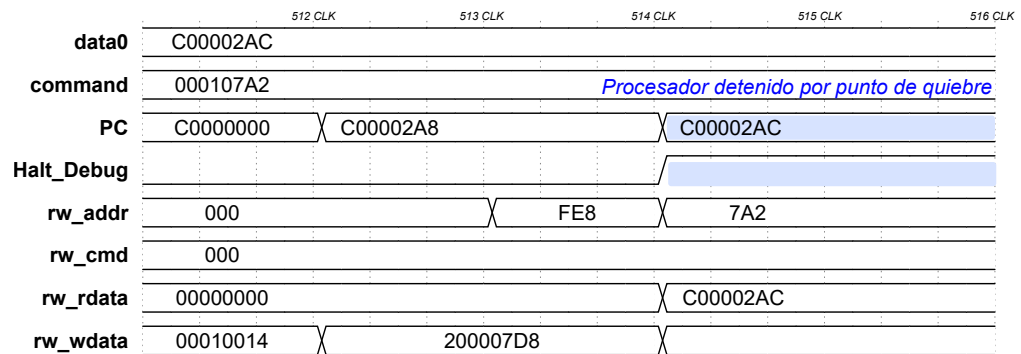 512 CLK 513 CLK 514 CLK 515 CLK 516 CLK
data0 C00002AC
command 000107A2 Procesador detenido por punto de quiebre
PC C0000000 C00002A8 C00002AC
Halt_Debug
rw_addr 000 FE8 7A2
rw_cmd 000
rw_rdata 00000000 C00002AC
rw_wdata 00010014 200007D8